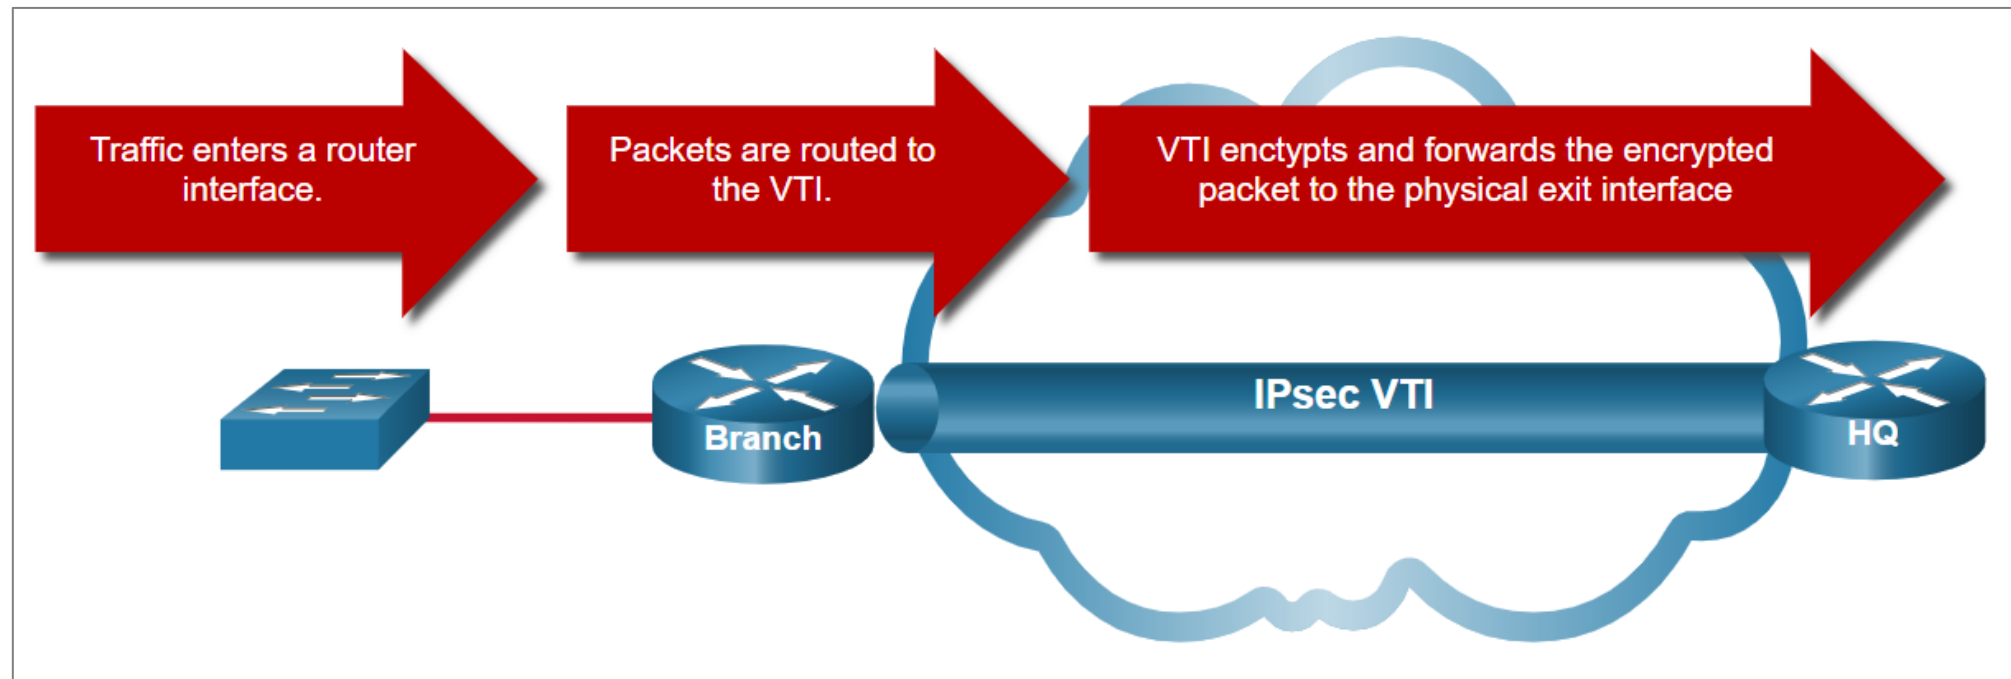 Traffic enters a router
interface.
Packets are routed to
the VTI.
VTI enctypts and forwards the encrypted
packet to the physical exit interface
IPsec VTI
Branch
HQ